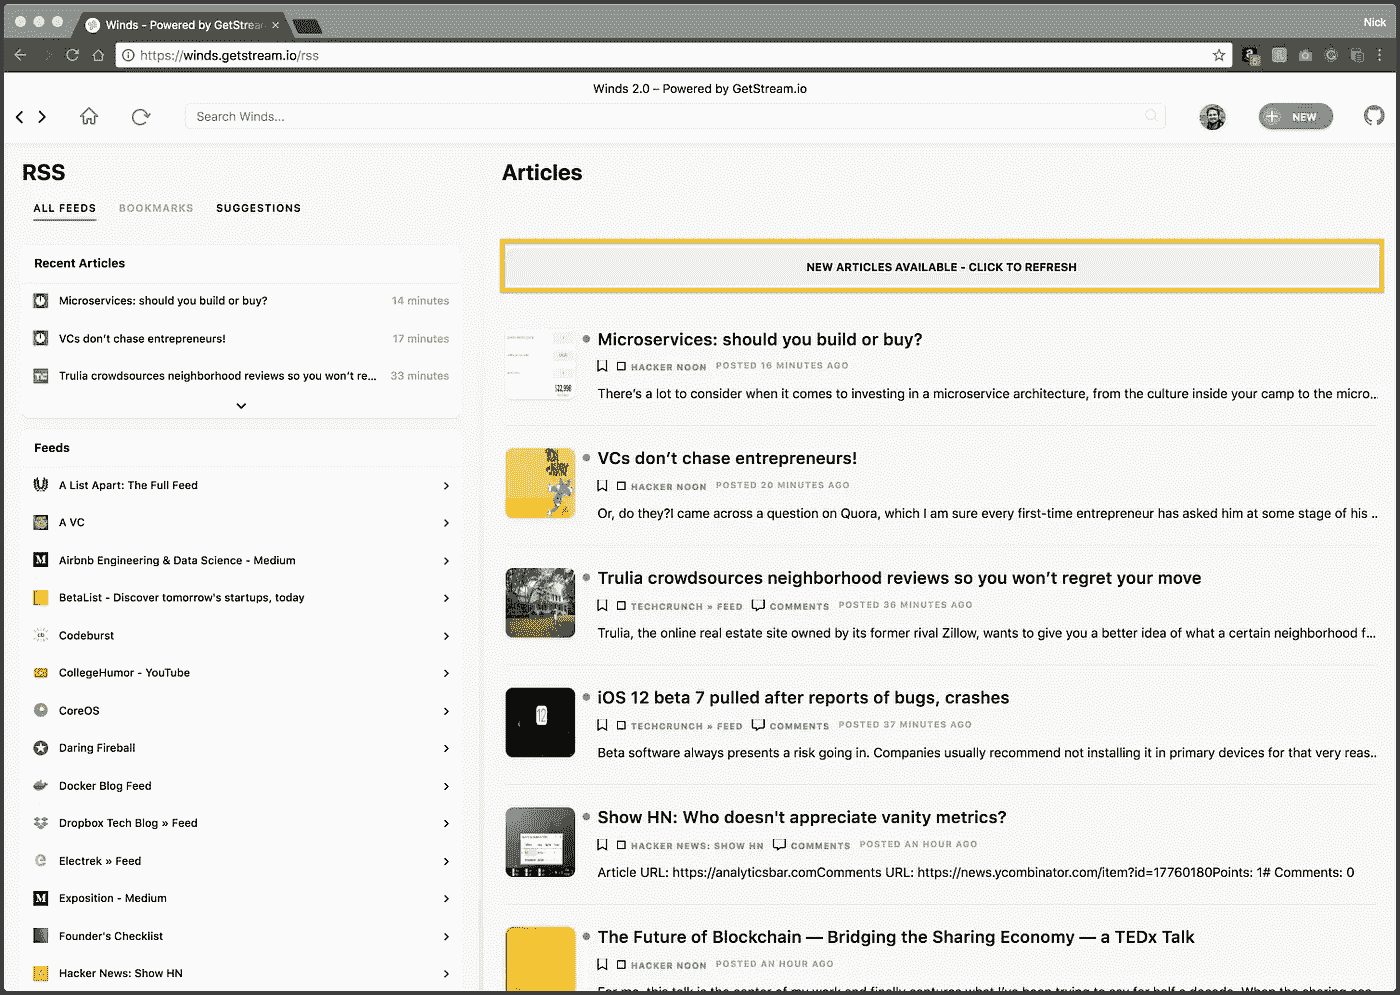 Winds - Powered by GetStrea
Nick
https://winds.getstream.io/rss
Winds 2.0 – Powered by GetStream.io
Search Winds...
NEW
RSS
ALL FEEDS
BOOKMARKS
SUGGESTIONS
Recent Articles
Microservices: should you build or buy?
14 minutes
VCs don’t chase entrepreneurs!
17 minutes
Trulia crowdsources neighborhood reviews so you won’t re...
33 minutes
Feeds
A List Apart: The Full Feed
A VC
Airbnb Engineering & Data Science - Medium
BetaList - Discover tomorrow's startups, today
Codeburst
CollegeHumor - YouTube
CoreOS
Daring Fireball
Docker Blog Feed
Dropbox Tech Blog » Feed
Electrek » Feed
Exposition - Medium
Founder's Checklist
Hacker News: Show HN
Articles
NEW ARTICLES AVAILABLE - CLICK TO REFRESH
Microservices: should you build or buy?
HACKER NOON POSTED 16 MINUTES AGO
There’s a lot to consider when it comes to investing in a microservice architecture, from the culture inside your camp to the micro...
$22,998
VCs don’t chase entrepreneurs!
HACKER NOON POSTED 20 MINUTES AGO
Or, do they?I came across a question on Quora, which I am sure every first-time entrepreneur has asked him at some stage of his ..
Trulia crowdsources neighborhood reviews so you won’t regret your move
TECHCRUNCH » FEED COMMENTS POSTED 36 MINUTES AGO
Trulia, the online real estate site owned by its former rival Zillow, wants to give you a better idea of what a certain neighborhood f...
12
iOS 12 beta 7 pulled after reports of bugs, crashes
TECHCRUNCH » FEED COMMENTS POSTED 37 MINUTES AGO
Beta software always presents a risk going in. Companies usually recommend not installing it in primary devices for that very reas..
Show HN: Who doesn't appreciate vanity metrics?
HACKER NEWS: SHOW HN COMMENTS POSTED AN HOUR AGO
Article URL: https://analyticsbar.comComments URL: https://news.ycombinator.com/item?id=17760180Points: 1# Comments: 0
The Future of Blockchain — Bridging the Sharing Economy — a TEDx Talk
HACKER NOON POSTED AN HOUR AGO